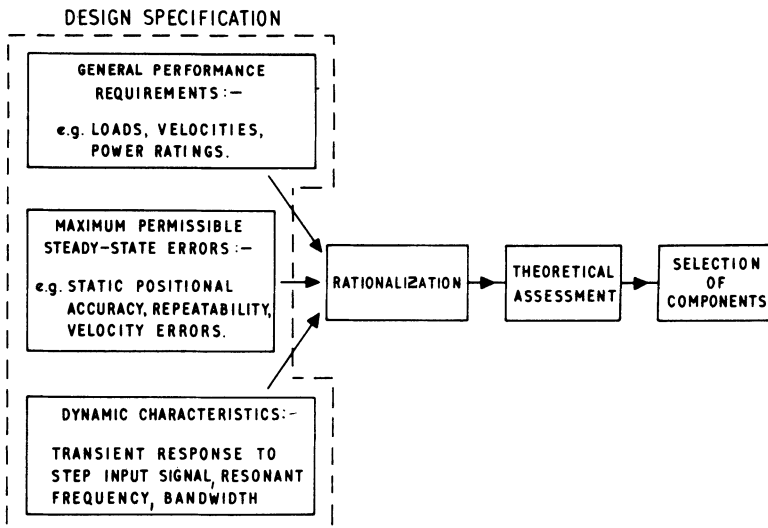 DESIGN SPECIFICATION
GENERAL PERFORMANCE
REQUIREMENTS :—
e.g. LOADS, VELOCITIES,
POWER RATINGS.
MAXIMUM PERMISSIBLE
STEADY-STATE ERRORS :—
e.g. STATIC POSITIONAL
ACCURACY, REPEATABILITY,
VELOCITY ERRORS.
DYNAMIC CHARACTERISTICS:-
TRANSIENT RESPONSE TO
STEP INPUT SIGNAL, RESONANT
FREQUENCY, BANDWIDTH
RATIONALIZATION
THEORETICAL
ASSESSMENT
SELECTION
OF
COMPONENTS